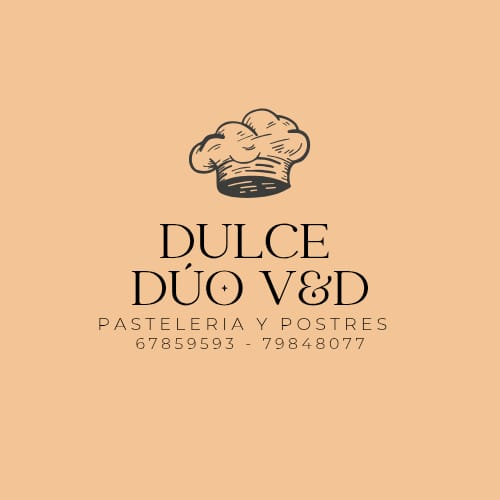 DULCE
DÚO V&D
PASTELERIA Y POSTRES
67859593 - 79848077